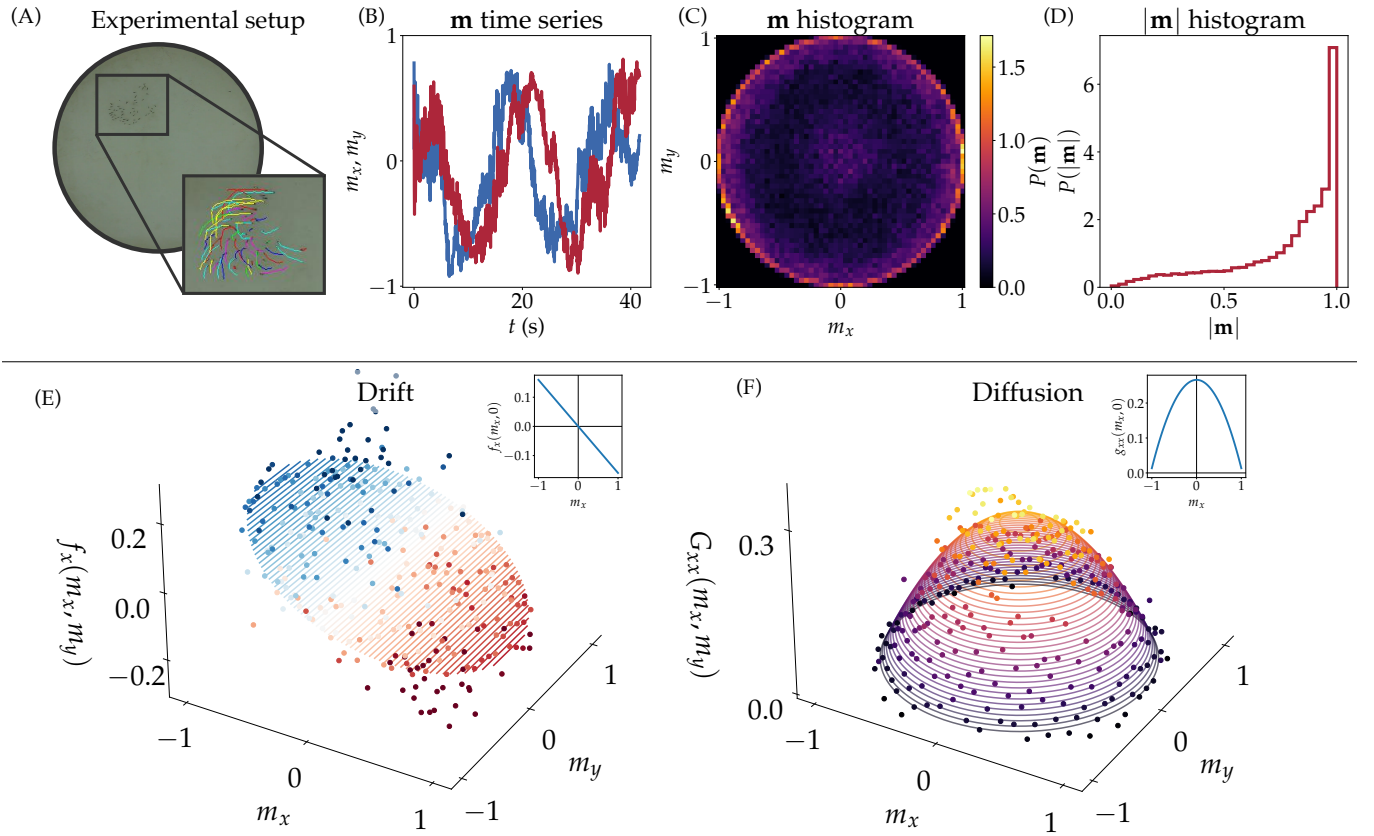 (A)
Experimental setup
(B)
m time series
m_x, m_y
1
0
−1
0
20
40
t (s)
(C)
m histogram
m_y
1
0
−1
−1
0
1
m_x
1.5
1.0
0.5
0.0
P(m)
(D)
|m| histogram
P(|m|)
6
4
2
0
0.0
0.5
1.0
|m|
(E)
Drift
f_x(m_x, m_y)
0.2
0.0
−0.2
−1
0
1
m_x
−1
0
1
m_y
f_x(m_x, 0)
0.1
0.0
−0.1
−1
0
1
m_x
(F)
Diffusion
G_xx(m_x, m_y)
0.3
0.0
−1
0
1
m_x
−1
0
1
m_y
g_xx(m_x, 0)
0.2
0.1
0.0
−1
0
1
m_x